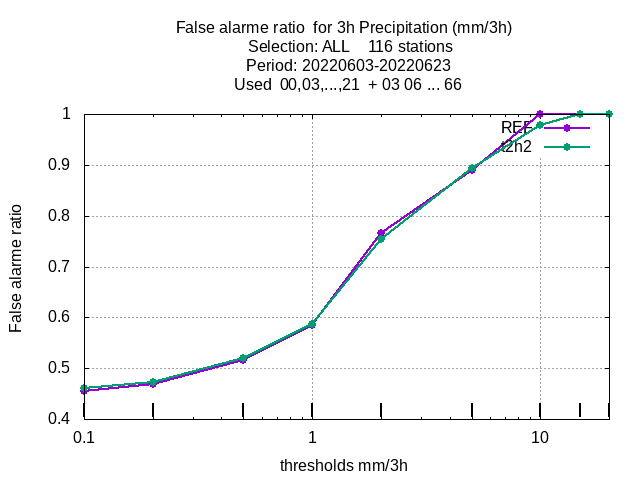 False alarme ratio  for 3h Precipitation (mm/3h)
Selection: ALL    116 stations
Period: 20220603-20220623
Used  00,03,...,21  + 03 06 ... 66
1
0.9
0.8
0.7
0.6
0.5
0.4
False alarme ratio
REF
t2h2
0.1
1
10
thresholds mm/3h